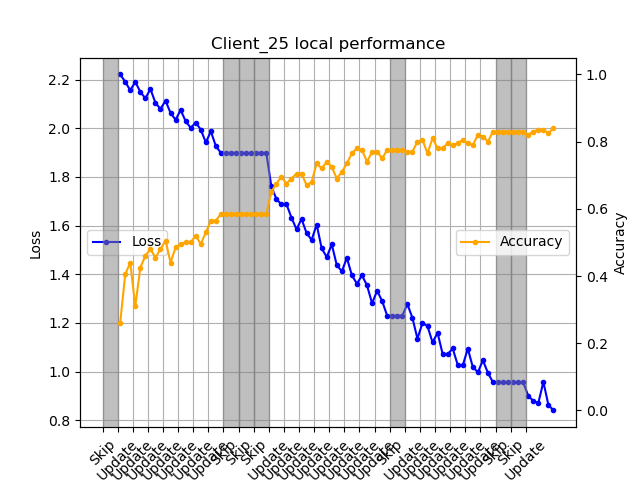 Client_25 local performance
2.2
2.0
1.8
1.6
1.4
1.2
1.0
0.8
Loss
Loss
Accuracy
1.0
0.8
0.6
0.4
0.2
0.0
Accuracy
Skip
Update
Update
Update
Update
Update
Update
Update
Skip
Skip
Skip
Update
Update
Update
Update
Update
Update
Update
Update
Skip
Update
Update
Update
Update
Update
Update
Skip
Skip
Update